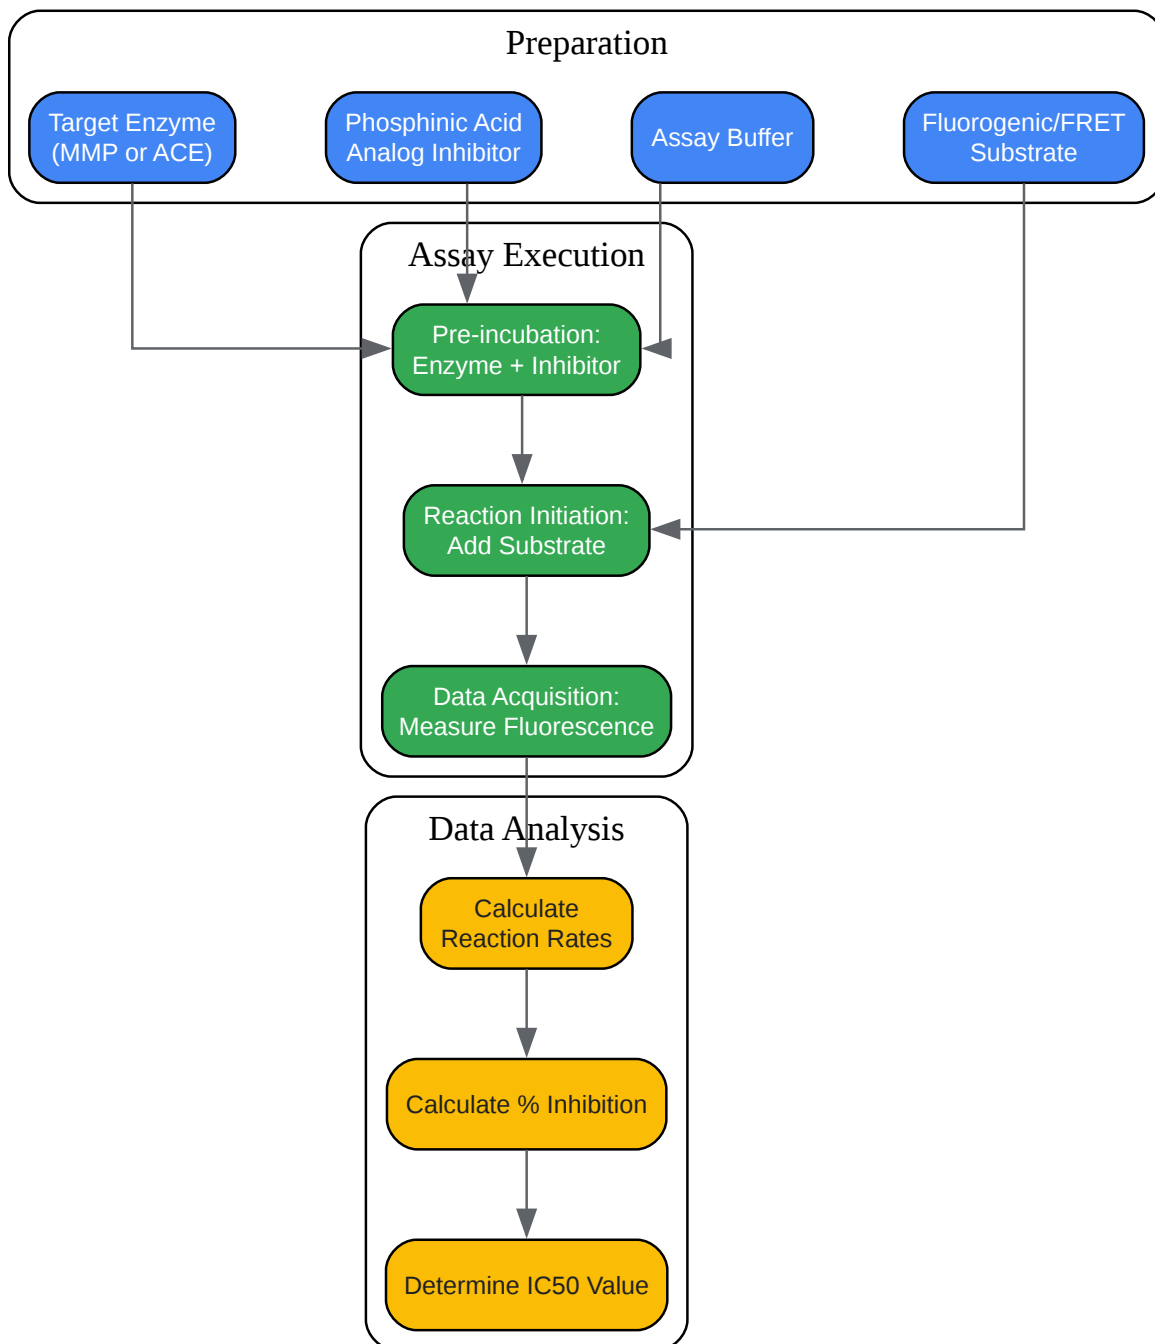 Preparation
Target Enzyme
(MMP or ACE)
Phosphinic Acid
Analog Inhibitor
Assay Buffer
Fluorogenic/FRET
Substrate
Assay Execution
Pre-incubation:
Enzyme + Inhibitor
Reaction Initiation:
Add Substrate
Data Acquisition:
Measure Fluorescence
Data Analysis
Calculate
Reaction Rates
Calculate % Inhibition
Determine IC50 Value